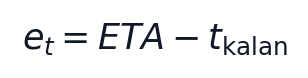 e_t = ETA − t_kalan